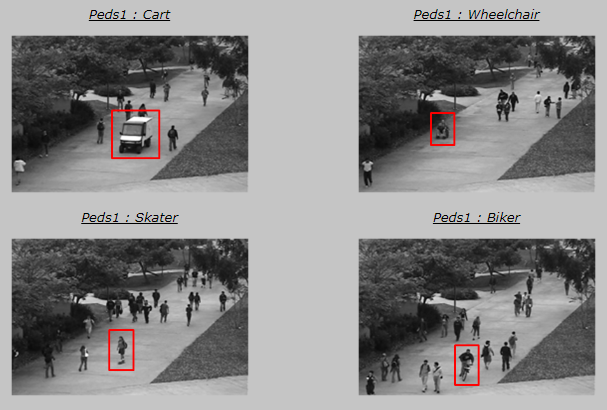 Peds1 : Cart
Peds1 : Wheelchair
Peds1 : Skater
Peds1 : Biker